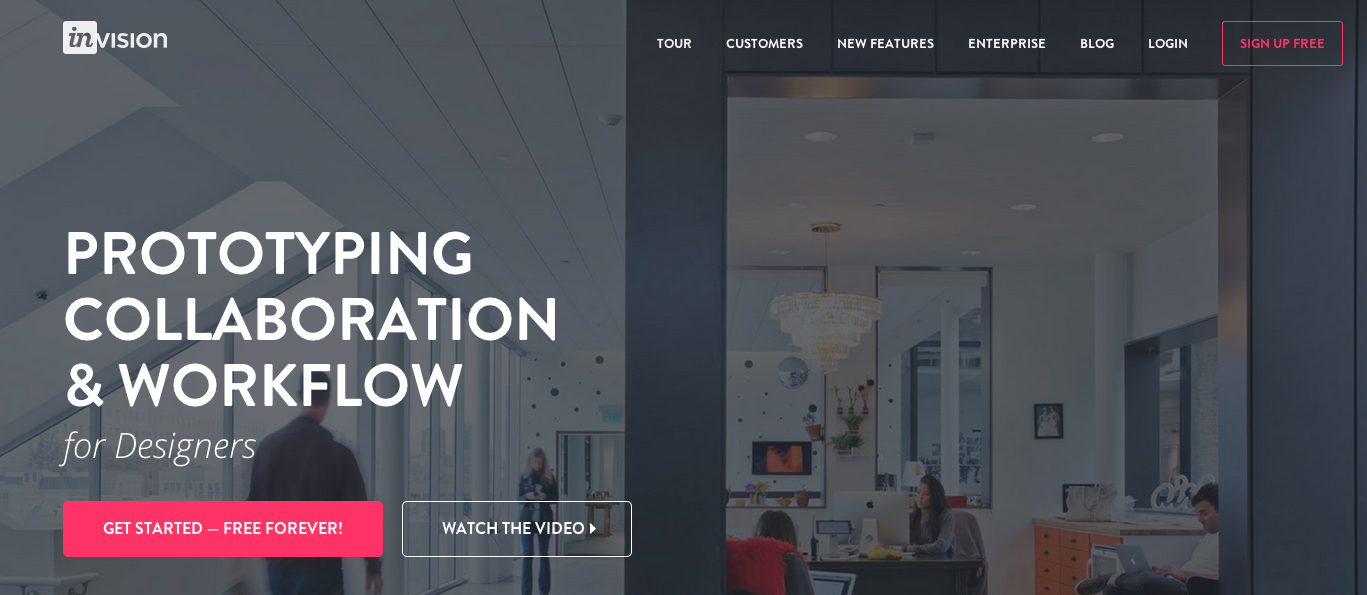 invision
TOUR CUSTOMERS NEW FEATURES ENTERPRISE BLOG LOGIN SIGN UP FREE
PROTOTYPING
COLLABORATION
& WORKFLOW
for Designers
GET STARTED — FREE FOREVER! WATCH THE VIDEO